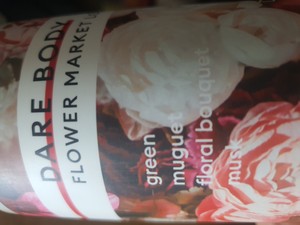 DARE BODY
FLOWER MARKET
green
muguet
floral bouquet
musk